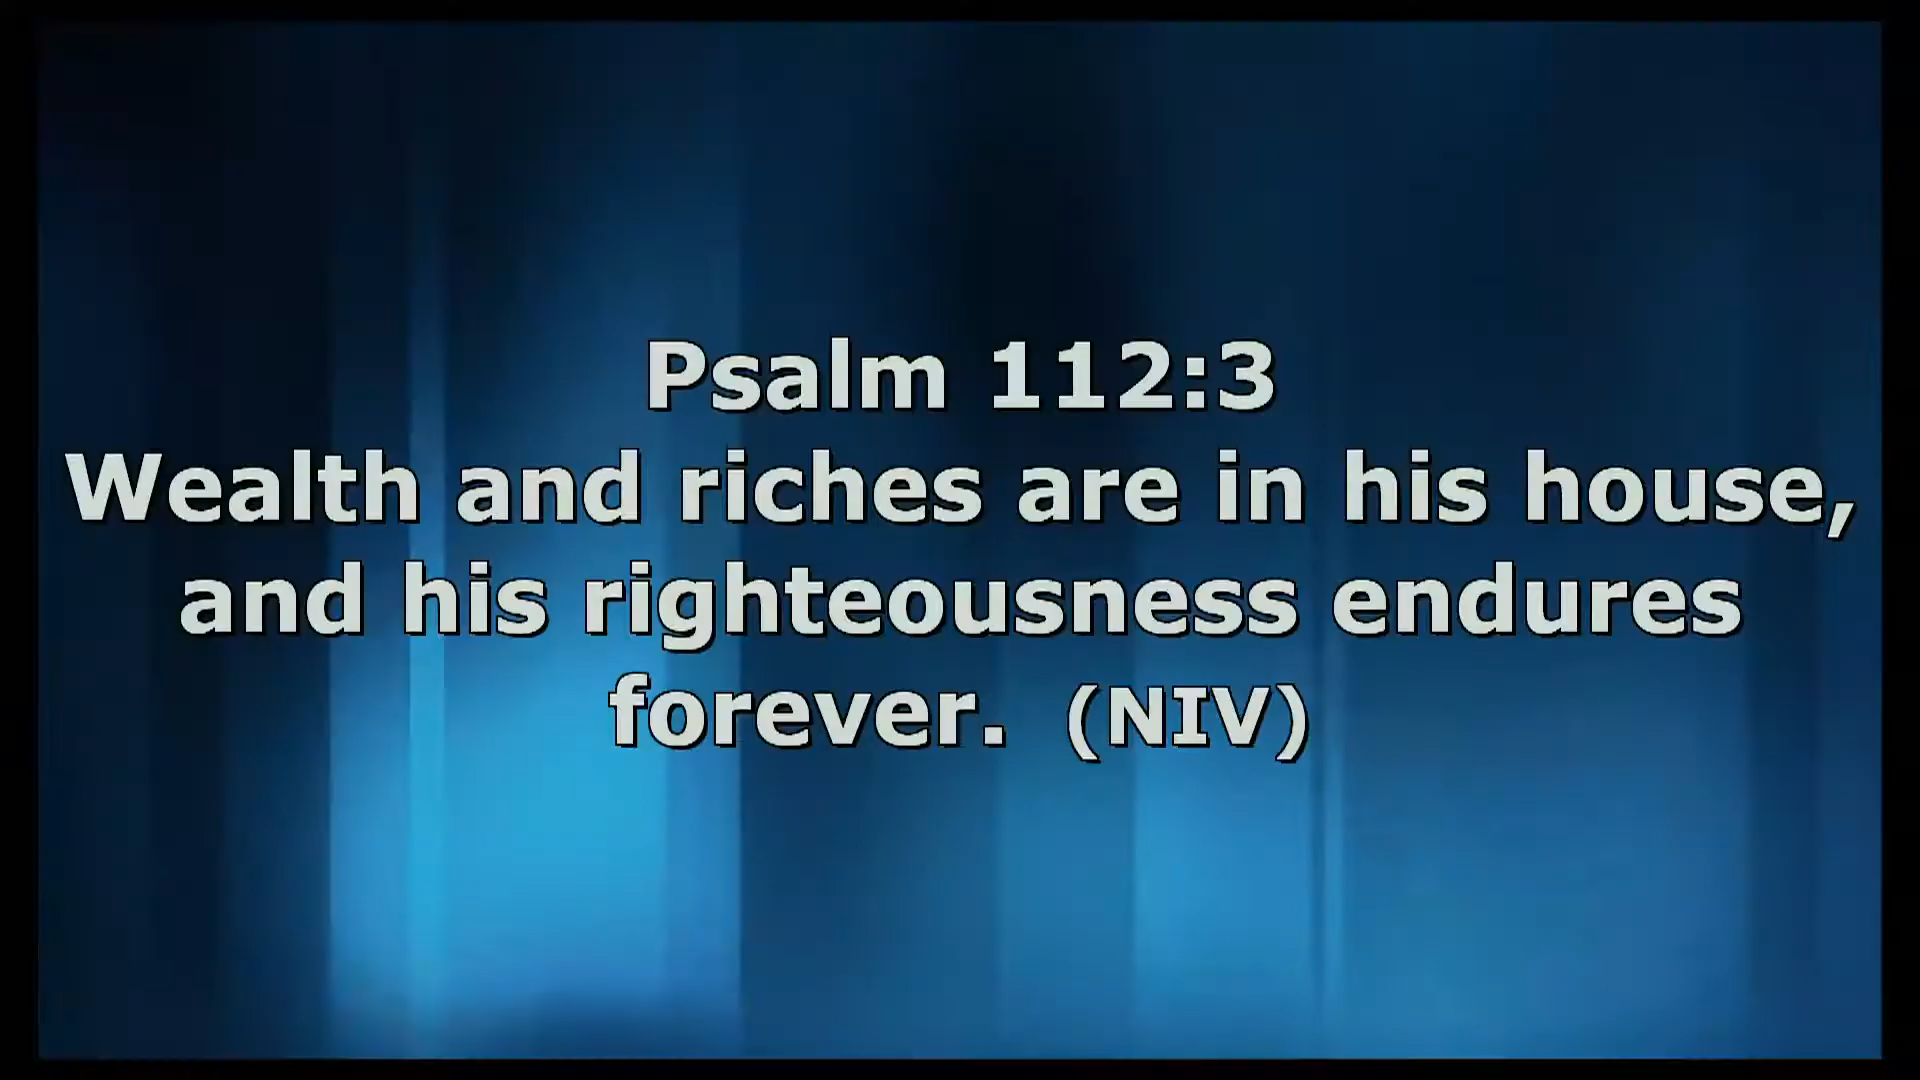 Psalm 112:3
Wealth and riches are in his house,
and his righteousness endures
forever. (NIV)